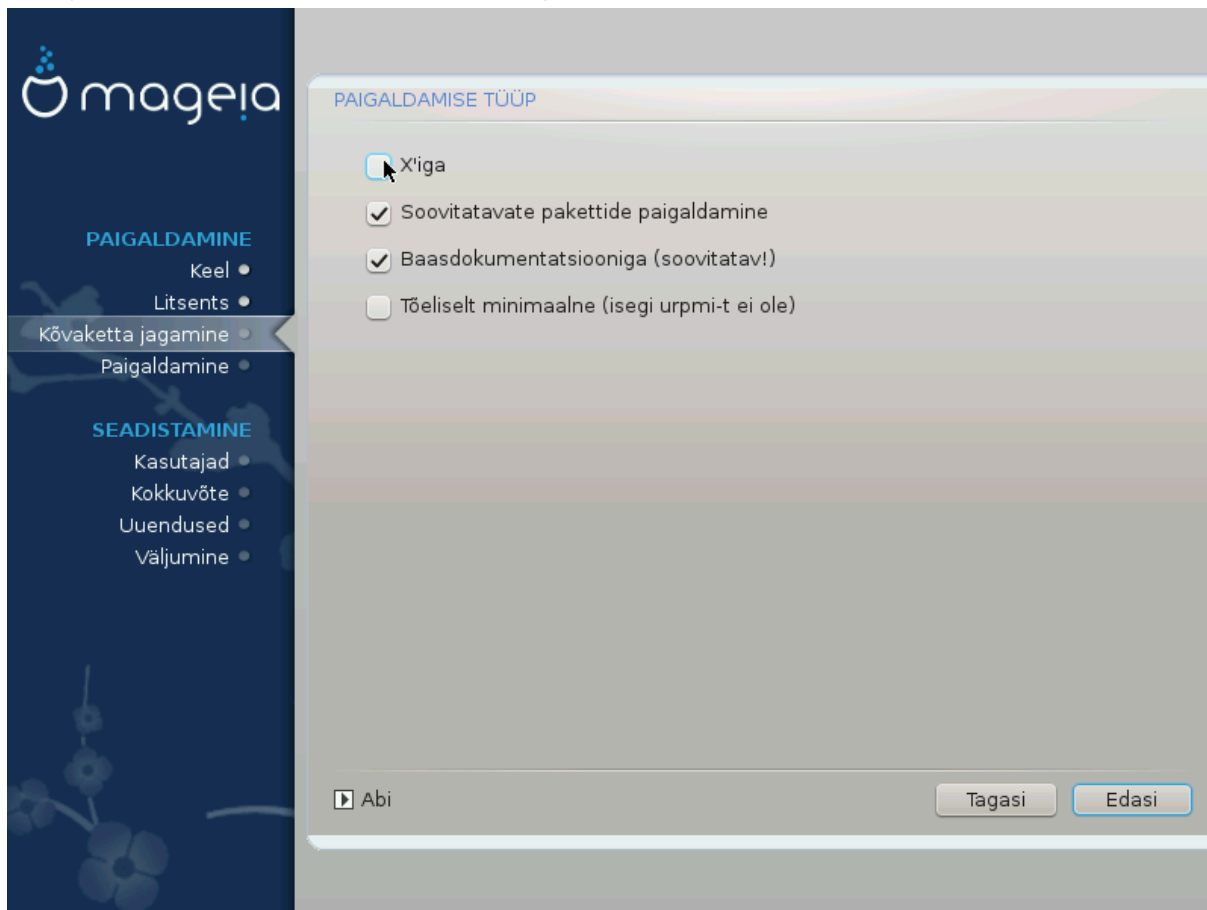 mageia
PAIGALDAMINE
Keel
Litsents
Kõvaketta jagamine
Paigaldamine
SEADISTAMINE
Kasutajad
Kokkuvõte
Uuendused
Väljumine
PAIGALDAMISE TÜÜP
X'iga
Soovitatavate pakettide paigaldamine
Baasdokumentatsiooniga (soovitatav!)
Tõeliselt minimaalne (isegi urpmi-t ei ole)
Abi
Tagasi
Edasi